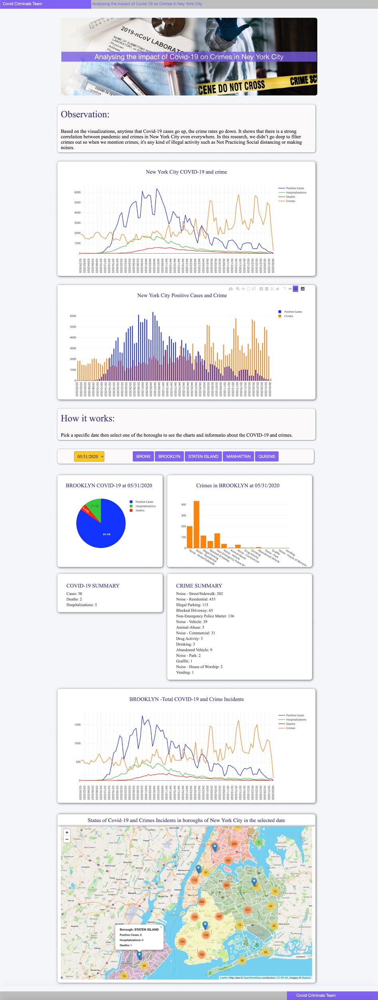 Covid Criminals Team
Analysing the impact of Covid-19 on Crimes in Ney York City
2019-nCoV LABORATORY
NAME OF SUBMITTING
LABORATORY, or OTHER
Physician
Address
Analysing the impact of Covid-19 on Crimes in Ney York City
COVID-19 TEST
positive
CENE DO NOT CROSS
CRIME SC
Observation:
Based on the visualizations, anytime that Covid-19 cases go up, the crime rates go down. It shows that there is a strong
correlation between pandemic and crimes in New York City even everywhere. In this research, we didn't go deep to filter
crimes out so when we mention crimes, it's any kind of illegal activity such as Not Practicing Social distancing or making
noises.
New York City COVID-19 and crime
Positive Cases
Hospitalizations
Deaths
Crimes
6000
5000
4000
3000
2000
1000
0
02/29/2020 03/02/2020 03/04/2020 03/06/2020 03/08/2020 03/10/2020 03/12/2020 03/14/2020 03/16/2020 03/18/2020 03/20/2020 03/22/2020 03/24/2020 03/26/2020 03/28/2020 03/30/2020 04/01/2020 04/03/2020 04/05/2020 04/07/2020 04/09/2020 04/11/2020 04/13/2020 04/15/2020 04/17/2020 04/19/2020 04/21/2020 04/23/2020 04/25/2020 04/27/2020 04/29/2020 05/01/2020 05/03/2020 05/05/2020 05/07/2020 05/09/2020 05/11/2020 05/13/2020 05/15/2020 05/17/2020 05/19/2020 05/21/2020 05/23/2020 05/25/2020 05/27/2020 05/29/2020 05/31/2020 06/02/2020
New York City Positive Cases and Crime
Positive Cases
Crimes
6000
5000
4000
3000
2000
1000
0
02/29/2020 03/02/2020 03/04/2020 03/06/2020 03/08/2020 03/10/2020 03/12/2020 03/14/2020 03/16/2020 03/18/2020 03/20/2020 03/22/2020 03/24/2020 03/26/2020 03/28/2020 03/30/2020 04/01/2020 04/03/2020 04/05/2020 04/07/2020 04/09/2020 04/11/2020 04/13/2020 04/15/2020 04/17/2020 04/19/2020 04/21/2020 04/23/2020 04/25/2020 04/27/2020 04/29/2020 05/01/2020 05/03/2020 05/05/2020 05/07/2020 05/09/2020 05/11/2020 05/13/2020 05/15/2020 05/17/2020 05/19/2020 05/21/2020 05/23/2020 05/25/2020 05/27/2020 05/29/2020 05/31/2020 06/02/2020
How it works:
Pick a specific date then select one of the boroughs to see the charts and informatio about the COVID-19 and crimes.
05/31/2020 BRONX BROOKLYN STATEN ISLAND MANHATTAN QUEENS
BROOKLYN COVID-19 at 05/31/2020
Positive Cases
Hospitalizations
Deaths
11.1%
4.44%
84.4%
Crimes in BROOKLYN at 05/31/2020
400
300
200
100
0
Noise - Street/Sidewalk
Noise - Residential
Illegal Parking
Blocked Driveway
Non-Emergency Police Ma...
Noise - Vehicle
Animal-Abuse
Noise - Commercial
Drug Activity
Drinking
Abandoned Vehicle
Noise - Park
Graffiti
Noise - House of Worship
Vending
COVID-19 SUMMARY
Cases: 38
Deaths: 2
Hospitalizations: 5
CRIME SUMMARY
Noise - Street/Sidewalk: 202
Noise - Residential: 433
Illegal Parking: 115
Blocked Driveway: 65
Non-Emergency Police Matter: 136
Noise - Vehicle: 39
Animal-Abuse: 5
Noise - Commercial: 31
Drug Activity: 3
Drinking: 3
Abandoned Vehicle: 9
Noise - Park: 2
Graffiti: 1
Noise - House of Worship: 2
Vending: 1
BROOKLYN -Total COVID-19 and Crime Incidents
Positive Cases
Hospitalizations
Deaths
Crimes
1500
1000
500
0
02/29/2020 03/02/2020 03/04/2020 03/06/2020 03/08/2020 03/10/2020 03/12/2020 03/14/2020 03/16/2020 03/18/2020 03/20/2020 03/22/2020 03/24/2020 03/26/2020 03/28/2020 03/30/2020 04/01/2020 04/03/2020 04/05/2020 04/07/2020 04/09/2020 04/11/2020 04/13/2020 04/15/2020 04/17/2020 04/19/2020 04/21/2020 04/23/2020 04/25/2020 04/27/2020 04/29/2020 05/01/2020 05/03/2020 05/05/2020 05/07/2020 05/09/2020 05/11/2020 05/13/2020 05/15/2020 05/17/2020 05/19/2020 05/21/2020 05/23/2020 05/25/2020 05/27/2020 05/29/2020 05/31/2020 06/02/2020
Status of Covid-19 and Crimes Incidents in boroughs of New York City in the selected date
+
−
Hackensack
293
5
187
West New York
Union City
37
118
365
57
10
Newark
Hoboken
Jersey City
280
317
43
104
482
Bayonne
10
22
Valley Stream
130
194
29
Long Beach
106
35
Borough: STATEN ISLAND
Positive Cases: 6
Hospitalizations: 0
Deaths: 1
Woodbridge
20
19
Leaflet | Map data © OpenStreetMap contributors, CC-BY-SA, Imagery © Mapbox
Covid Criminals Team